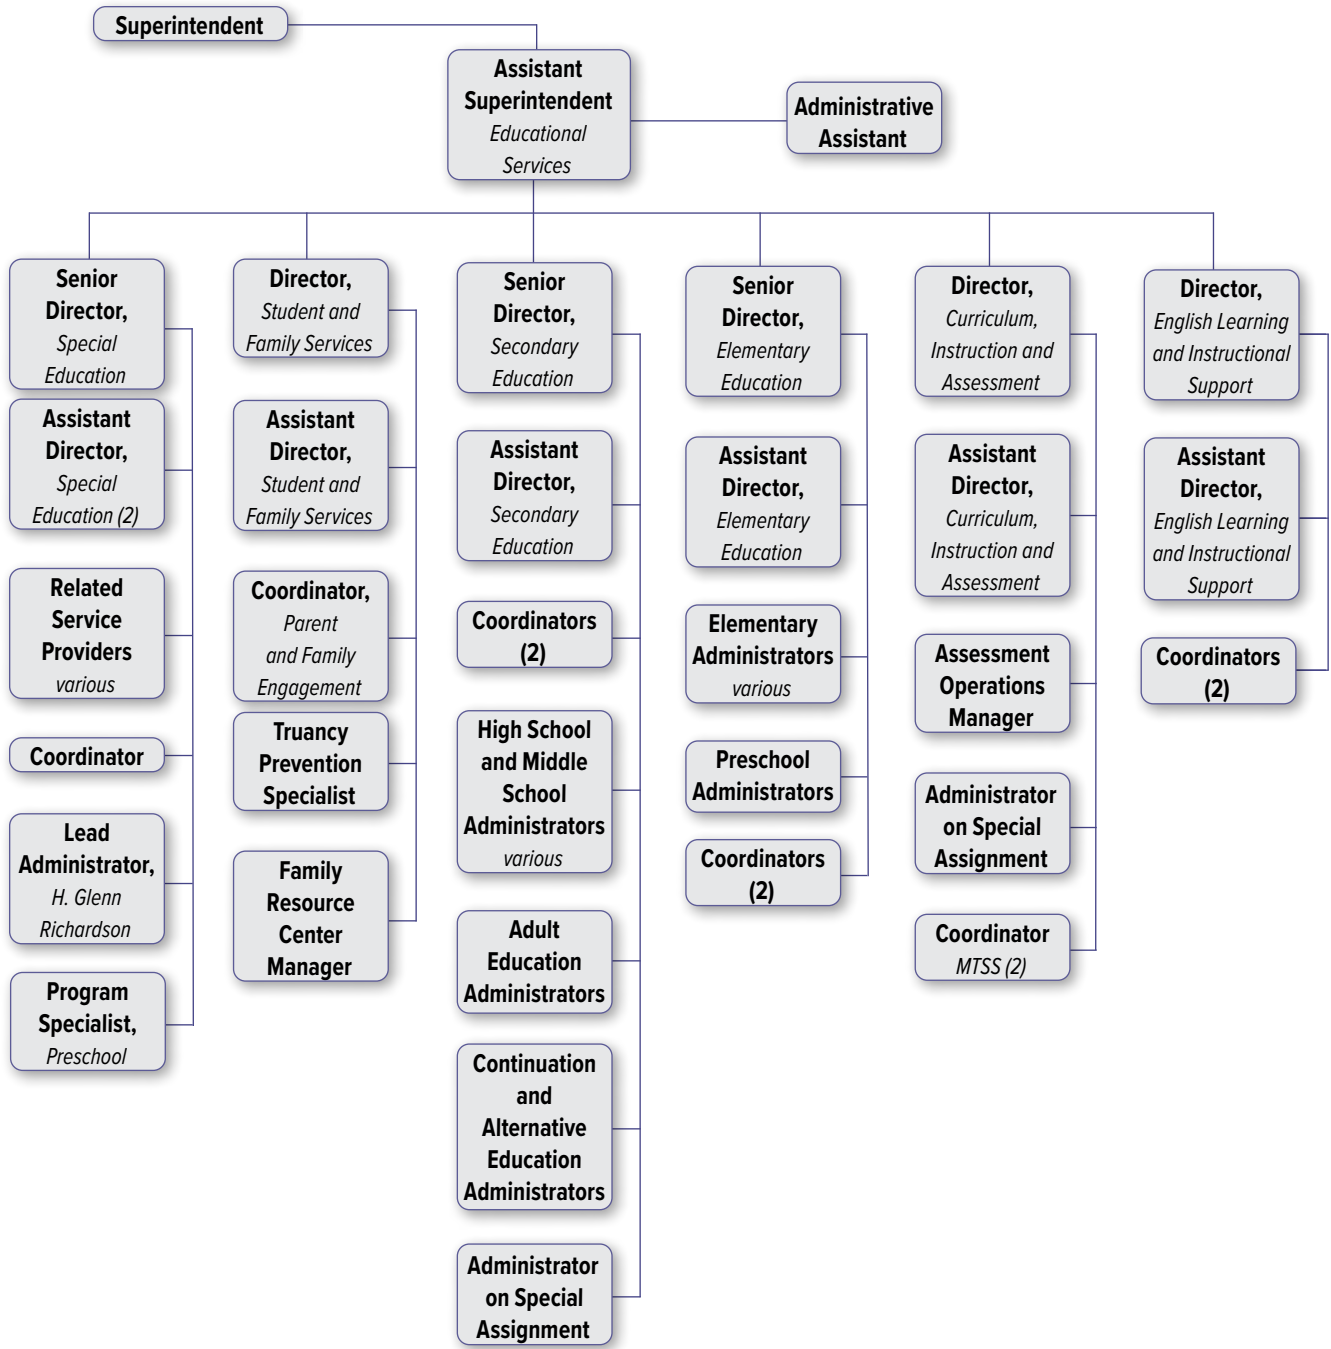 Superintendent
Assistant
Superintendent
Educational
Services
Administrative
Assistant
Senior
Director,
Special
Education
Assistant
Director,
Special
Education (2)
Related
Service
Providers
various
Coordinator
Lead
Administrator,
H. Glenn
Richardson
Program
Specialist,
Preschool
Director,
Student and
Family Services
Assistant
Director,
Student and
Family Services
Coordinator,
Parent
and Family
Engagement
Truancy
Prevention
Specialist
Family
Resource
Center
Manager
Senior
Director,
Secondary
Education
Assistant
Director,
Secondary
Education
Coordinators
(2)
High School
and Middle
School
Administrators
various
Adult
Education
Administrators
Continuation
and
Alternative
Education
Administrators
Administrator
on Special
Assignment
Senior
Director,
Elementary
Education
Assistant
Director,
Elementary
Education
Elementary
Administrators
various
Preschool
Administrators
Coordinators
(2)
Director,
Curriculum,
Instruction and
Assessment
Assistant
Director,
Curriculum,
Instruction and
Assessment
Assessment
Operations
Manager
Administrator
on Special
Assignment
Coordinator
MTSS (2)
Director,
English Learning
and Instructional
Support
Assistant
Director,
English Learning
and Instructional
Support
Coordinators
(2)